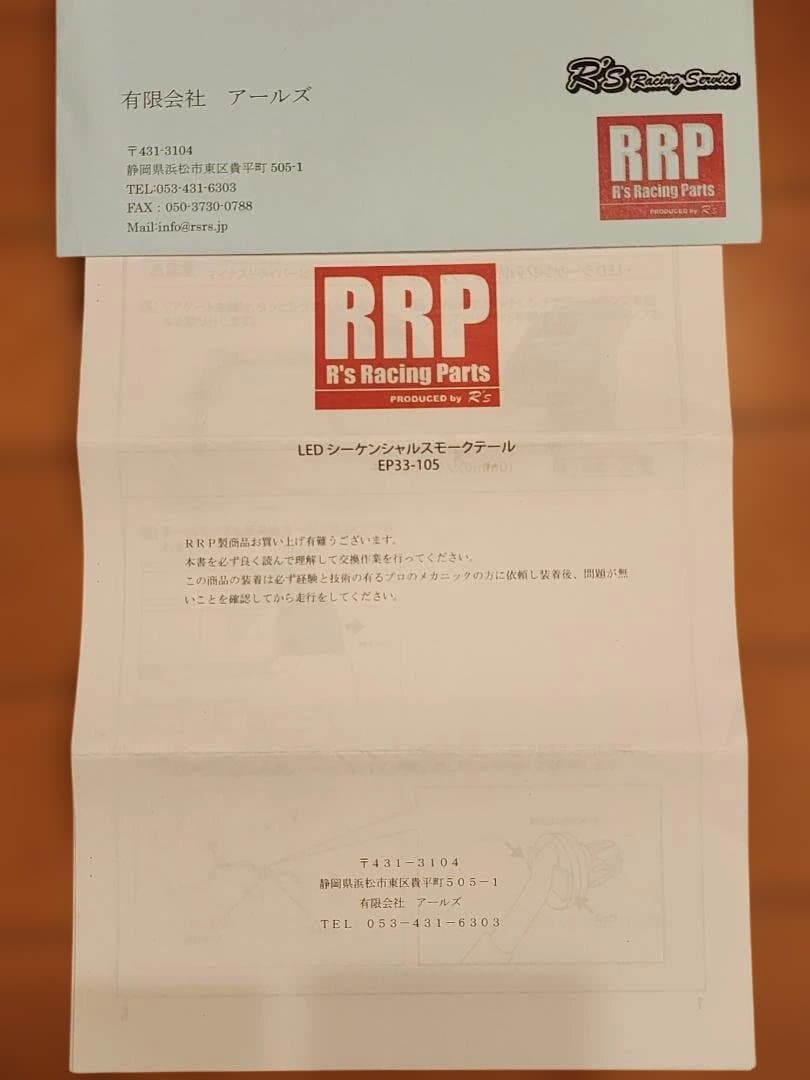 R's Racing Service
有限会社 アールズ
RRP
R's Racing Parts
PRODUCED by R's
〒431-3104
静岡県浜松市東区貴平町 505-1
TEL:053-431-6303
FAX : 050-3730-0788
Mail:info@rsrs.jp
RRP
R's Racing Parts
PRODUCED by R's
LED シーケンシャルスモークテール
EP33-105
ＲＲＰ製商品お買い上げ有難うございます。
本書を必ず良く読んで理解して交換作業を行ってください。
この商品の装着は必ず経験と技術の有るプロのメカニックの方に依頼し装着後、問題が無
いことを確認してから走行をしてください。
〒４３１－３１０４
静岡県浜松市東区貴平町５０５－１
有限会社 アールズ
ＴＥＬ ０５３－４３１－６３０３